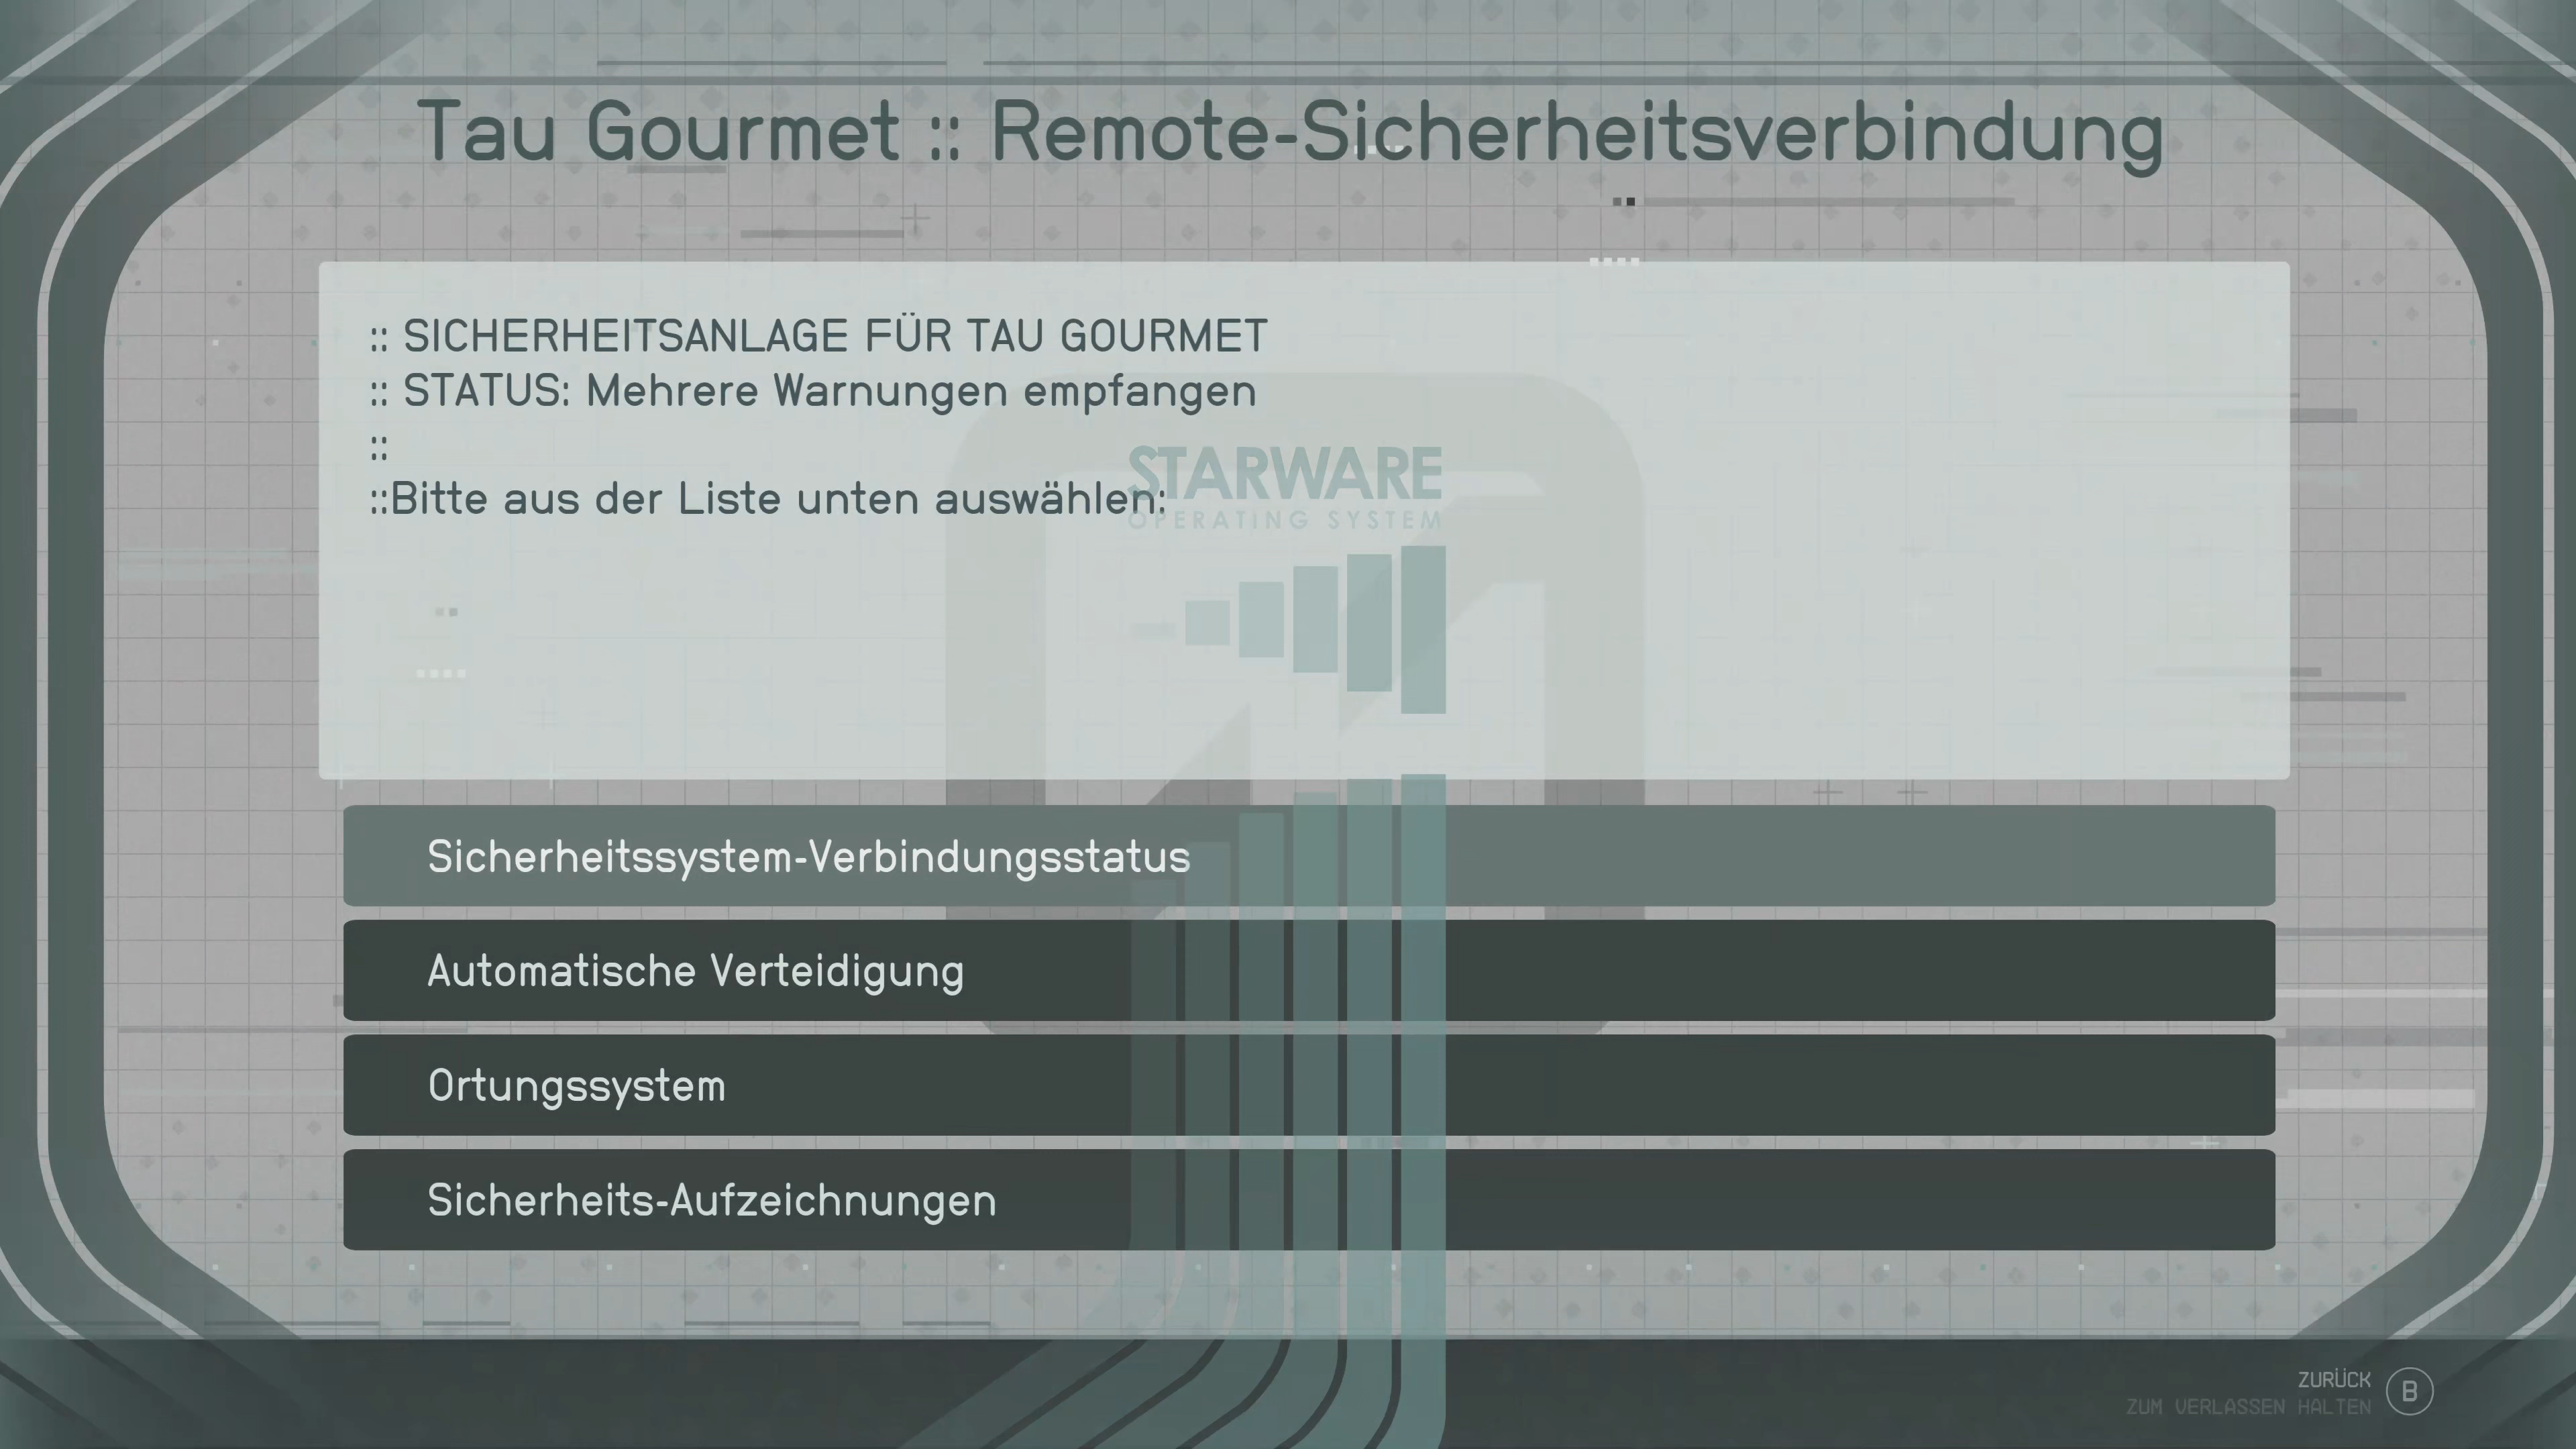 Tau Gourmet :: Remote-Sicherheitsverbindung
:: SICHERHEITSANLAGE FÜR TAU GOURMET
:: STATUS: Mehrere Warnungen empfangen
::
::Bitte aus der Liste unten auswählen:
STARWARE
OPERATING SYSTEM
Sicherheitssystem-Verbindungsstatus
Automatische Verteidigung
Ortungssystem
Sicherheits-Aufzeichnungen
ZURÜCK
ZUM VERLASSEN HALTEN
B